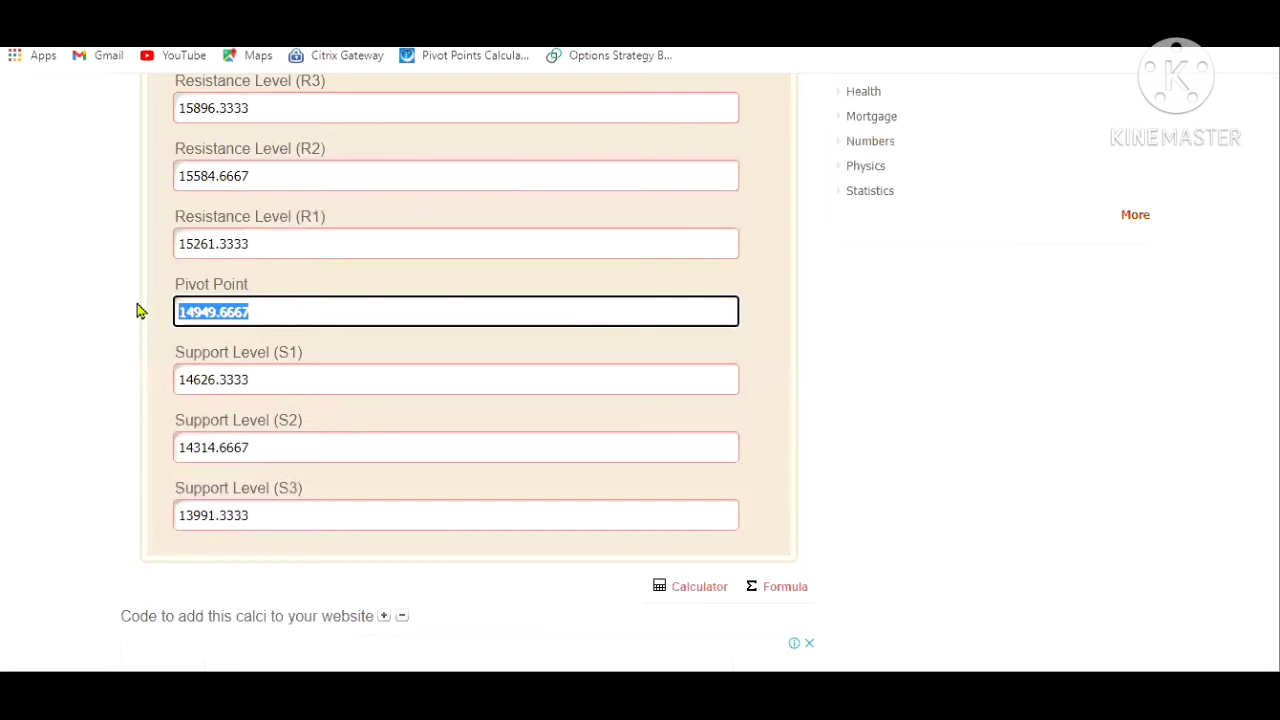 Apps Gmail YouTube Maps Citrix Gateway Pivot Points Calcula... Options Strategy B...
KINEMASTER
Resistance Level (R3)
15896.3333
Resistance Level (R2)
15584.6667
Resistance Level (R1)
15261.3333
Pivot Point
14949.6667
Support Level (S1)
14626.3333
Support Level (S2)
14314.6667
Support Level (S3)
13991.3333
Calculator Σ Formula
Code to add this calci to your website
Health
Mortgage
Numbers
Physics
Statistics
More